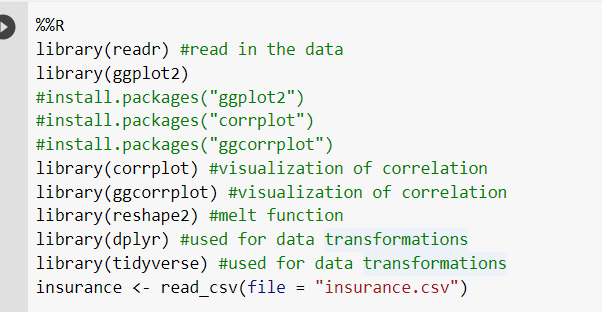 %%R
library(readr) #read in the data
library(ggplot2)
#install.packages("ggplot2")
#install.packages("corrplot")
#install.packages("ggcorrplot")
library(corrplot) #visualization of correlation
library(ggcorrplot) #visualization of correlation
library(reshape2) #melt function
library(dplyr) #used for data transformations
library(tidyverse) #used for data transformations
insurance <- read_csv(file = "insurance.csv")